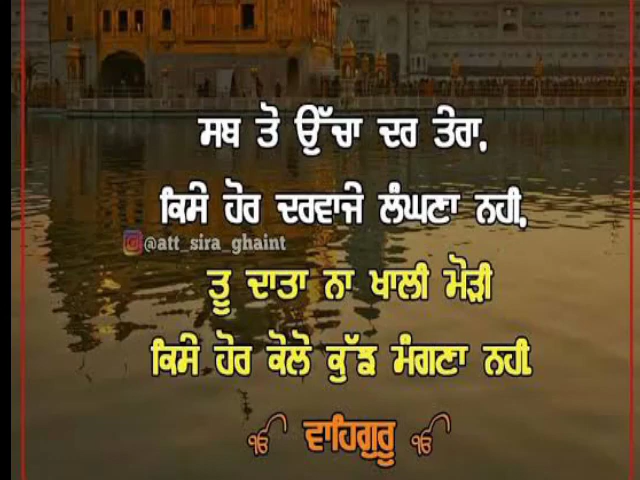 ਸਬ ਤੋ ਉੱਚਾ ਦਰ ਤੇਰਾ,
ਕਿਸੇ ਹੋਰ ਦਰਵਾਜੇ ਲੰਘਣਾ ਨਹੀ,
@att_sira_ghaint
ਤੂ ਦਾਤਾ ਨਾ ਖਾਲੀ ਮੋੜੀ
ਕਿਸੇ ਹੋਰ ਕੋਲੋ ਕੁੱਛ ਮੰਗਣਾ ਨਹੀ.
ੴ ਵਾਹਿਗੁਰੂ ੴ